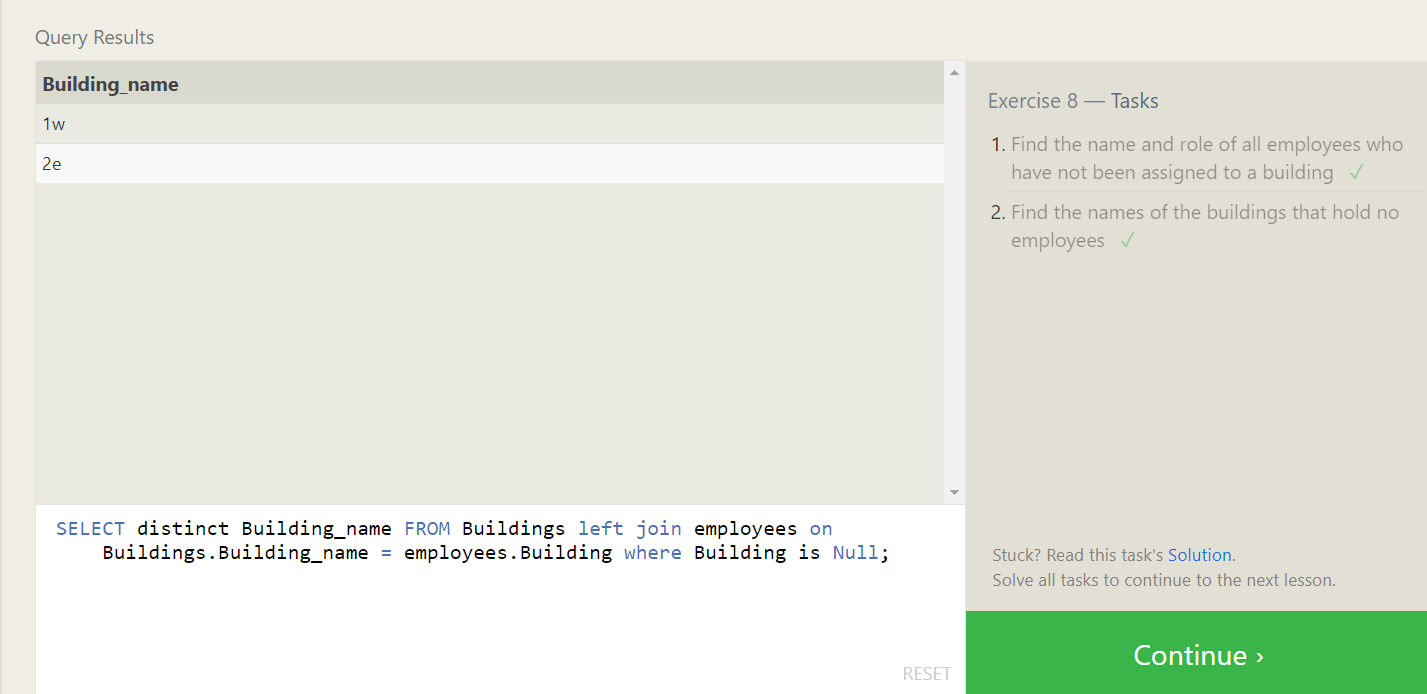 Query Results
Building_name
1w
2e
SELECT distinct Building_name FROM Buildings left join employees on
Buildings.Building_name = employees.Building where Building is Null;
RESET
Exercise 8 — Tasks
1. Find the name and role of all employees who
have not been assigned to a building ✓
2. Find the names of the buildings that hold no
employees ✓
Stuck? Read this task's Solution.
Solve all tasks to continue to the next lesson.
Continue ›